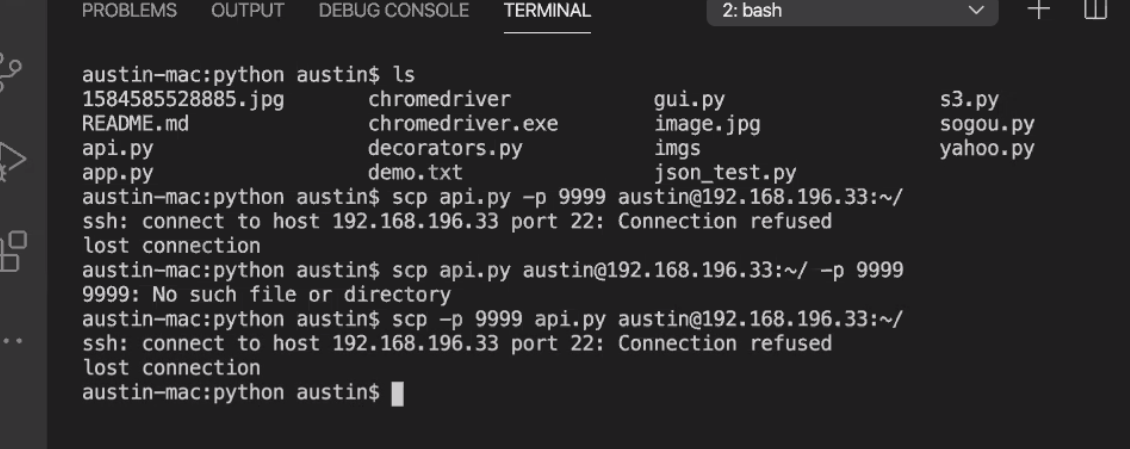 PROBLEMS OUTPUT DEBUG CONSOLE TERMINAL 2: bash
austin-mac:python austin$ ls
1584585528885.jpg chromedriver gui.py s3.py
README.md chromedriver.exe image.jpg sogou.py
api.py decorators.py imgs yahoo.py
app.py demo.txt json_test.py
austin-mac:python austin$ scp api.py -p 9999 austin@192.168.196.33:~/
ssh: connect to host 192.168.196.33 port 22: Connection refused
lost connection
austin-mac:python austin$ scp api.py austin@192.168.196.33:~/ -p 9999
9999: No such file or directory
austin-mac:python austin$ scp -p 9999 api.py austin@192.168.196.33:~/
ssh: connect to host 192.168.196.33 port 22: Connection refused
lost connection
austin-mac:python austin$